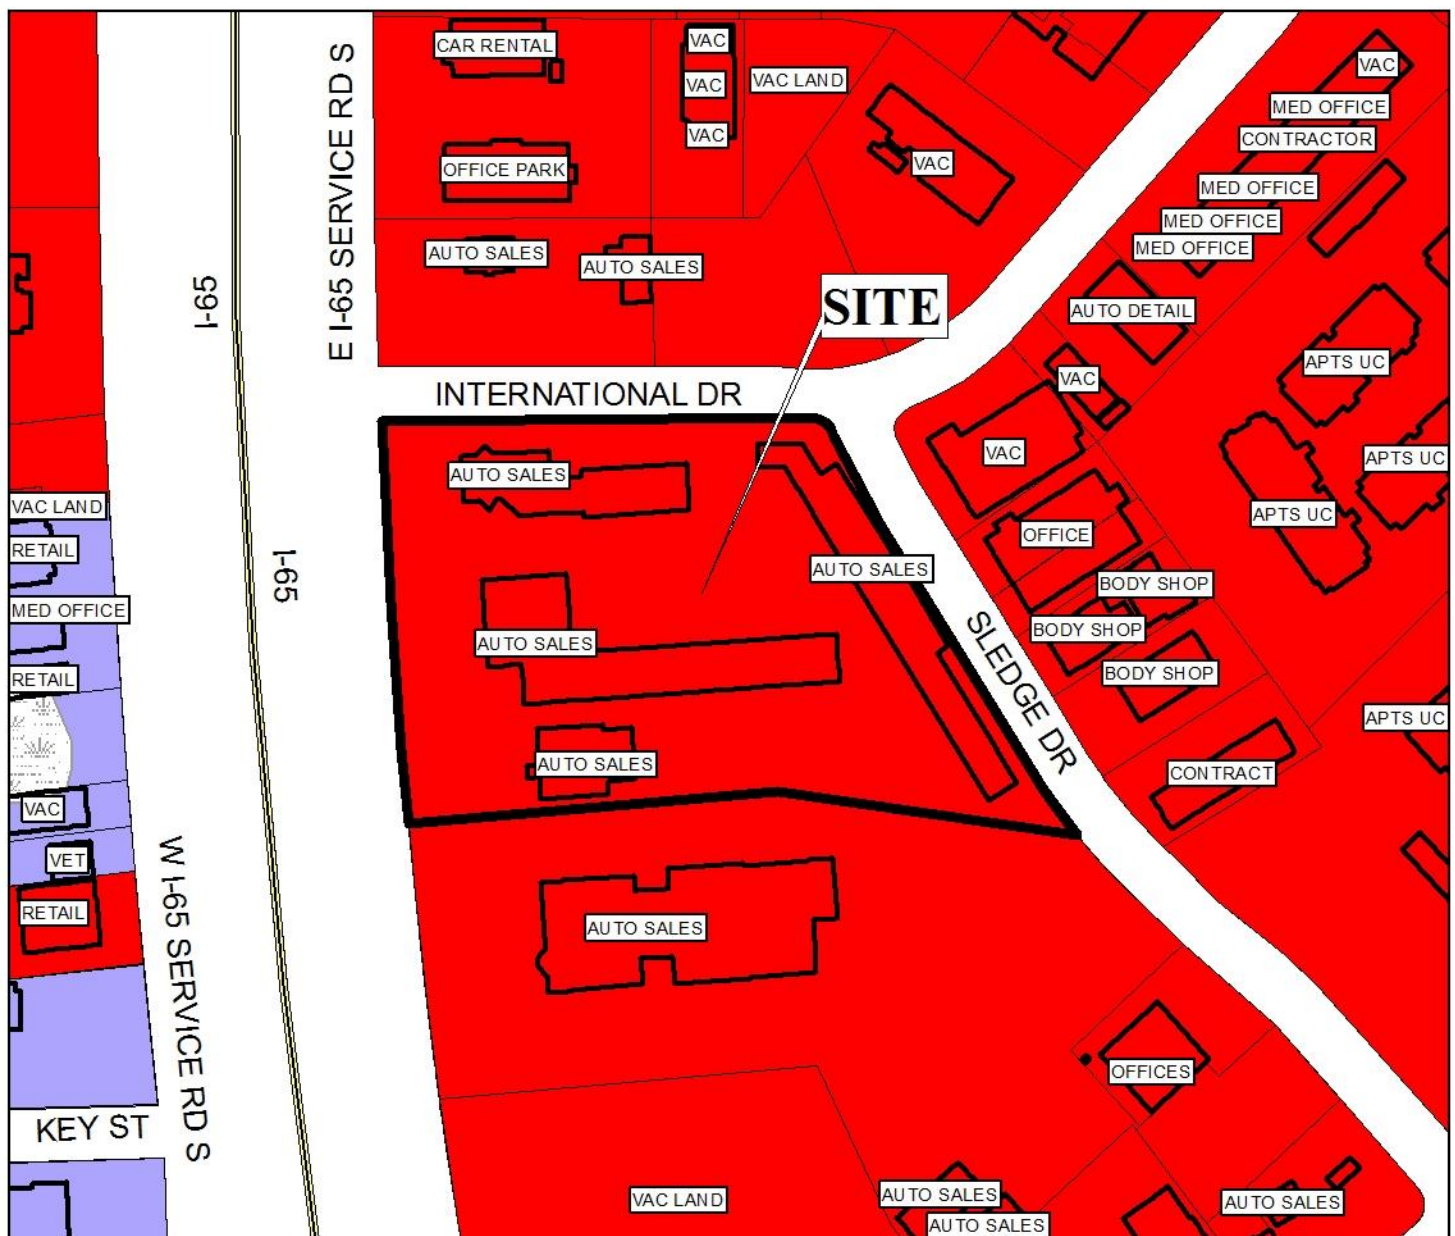 CAR RENTAL
VAC
VAC
VAC
VAC LAND
VAC
VAC
MED OFFICE
CONTRACTOR
MED OFFICE
MED OFFICE
MED OFFICE
E I-65 SERVICE RD S
OFFICE PARK
AUTO SALES
AUTO SALES
I-65
SITE
AUTO DETAIL
APTS UC
INTERNATIONAL DR
VAC
VAC
APTS UC
APTS UC
AUTO SALES
VAC LAND
RETAIL
I-65
AUTO SALES
OFFICE
BODY SHOP
BODY SHOP
BODY SHOP
MED OFFICE
AUTO SALES
SLEDGE DR
RETAIL
APTS UC
AUTO SALES
CONTRACT
VAC
VET
RETAIL
W I-65 SERVICE RD S
AUTO SALES
OFFICES
KEY ST
VAC LAND
AUTO SALES
AUTO SALES
AUTO SALES